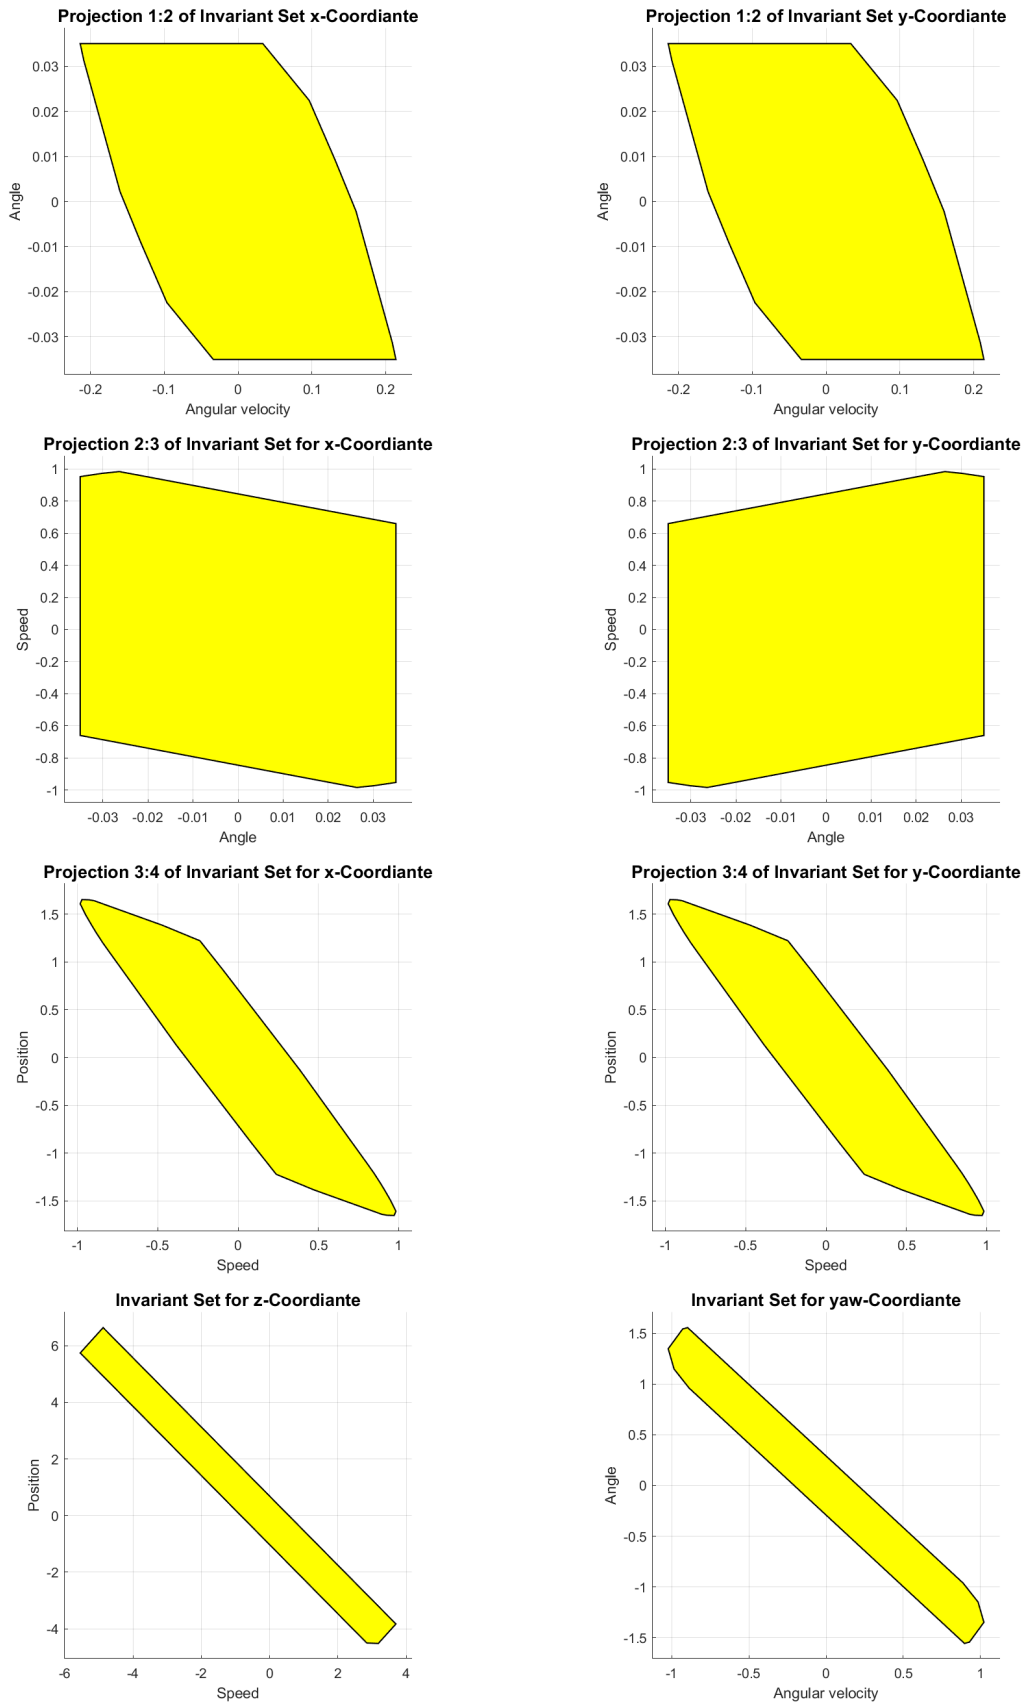 Projection 1:2 of Invariant Set x-Coordiante
0.03
0.02
0.01
0
-0.01
-0.02
-0.03
Angle
-0.2 -0.1 0 0.1 0.2
Angular velocity
Projection 1:2 of Invariant Set y-Coordiante
0.03
0.02
0.01
0
-0.01
-0.02
-0.03
Angle
-0.2 -0.1 0 0.1 0.2
Angular velocity
Projection 2:3 of Invariant Set for x-Coordiante
1
0.8
0.6
0.4
0.2
0
-0.2
-0.4
-0.6
-0.8
-1
Speed
-0.03 -0.02 -0.01 0 0.01 0.02 0.03
Angle
Projection 2:3 of Invariant Set for y-Coordiante
1
0.8
0.6
0.4
0.2
0
-0.2
-0.4
-0.6
-0.8
-1
Speed
-0.03 -0.02 -0.01 0 0.01 0.02 0.03
Angle
Projection 3:4 of Invariant Set for x-Coordiante
1.5
1
0.5
0
-0.5
-1
-1.5
Position
-1 -0.5 0 0.5 1
Speed
Projection 3:4 of Invariant Set for y-Coordiante
1.5
1
0.5
0
-0.5
-1
-1.5
Position
-1 -0.5 0 0.5 1
Speed
Invariant Set for z-Coordiante
6
4
2
0
-2
-4
Position
-6 -4 -2 0 2 4
Speed
Invariant Set for yaw-Coordiante
1.5
1
0.5
0
-0.5
-1
-1.5
Angle
-1 -0.5 0 0.5 1
Angular velocity